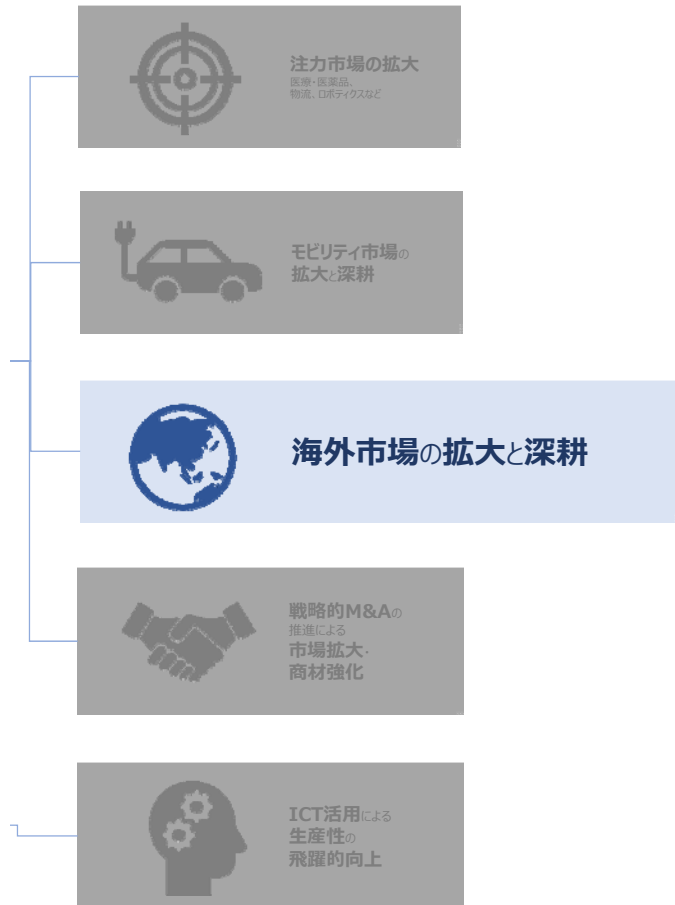 注力市場の拡大
医療・医薬品、
物流、ロボティクスなど
モビリティ市場の
拡大と深耕
海外市場の拡大と深耕
戦略的M&Aの
推進による
市場拡大・
商材強化
ICT活用による
生産性の
飛躍的向上